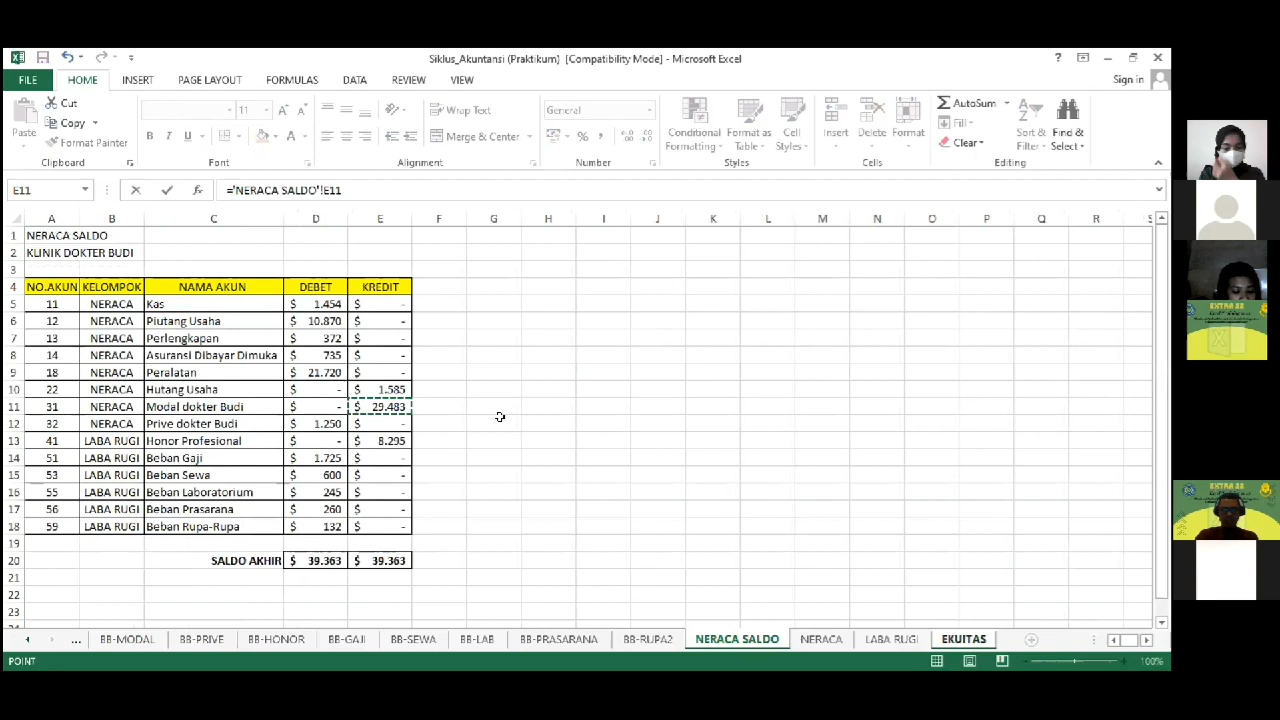 Siklus_Akuntansi (Praktikum) [Compatibility Mode] - Microsoft Excel
FILE HOME INSERT PAGE LAYOUT FORMULAS DATA REVIEW VIEW Sign in
Paste Cut Copy Format Painter
11 Wrap Text Merge & Center General
Conditional Formatting Format as Table Cell Styles Insert Delete Format
AutoSum Fill Clear Sort & Filter Find & Select
Clipboard Font Alignment Number Styles Cells Editing
E11 ='NERACA SALDO'!E11
A B C D E F G H I J K L M N O P Q R
1 NERACA SALDO
2 KLINIK DOKTER BUDI
3
4 NO.AKUN KELOMPOK NAMA AKUN DEBET KREDIT
5 11 NERACA Kas $ 1.454 $ -
6 12 NERACA Piutang Usaha $ 10.870 $ -
7 13 NERACA Perlengkapan $ 372 $ -
8 14 NERACA Asuransi Dibayar Dimuka $ 735 $ -
9 18 NERACA Peralatan $ 21.720 $ -
10 22 NERACA Hutang Usaha $ - $ 1.585
11 31 NERACA Modal dokter Budi $ - $ 29.483
12 32 NERACA Prive dokter Budi $ 1.250 $ -
13 41 LABA RUGI Honor Profesional $ - $ 8.295
14 51 LABA RUGI Beban Gaji $ 1.725 $ -
15 53 LABA RUGI Beban Sewa $ 600 $ -
16 55 LABA RUGI Beban Laboratorium $ 245 $ -
17 56 LABA RUGI Beban Prasarana $ 260 $ -
18 59 LABA RUGI Beban Rupa-Rupa $ 132 $ -
19
20 SALDO AKHIR $ 39.363 $ 39.363
21
22
23
... BB-MODAL BB-PRIVE BB-HONOR BB-GAJI BB-SEWA BB-LAB BB-PRASARANA BB-RUPA2 NERACA SALDO NERACA LABA RUGI EKUITAS
POINT 100%
EXTRA 22
EXTRA 22